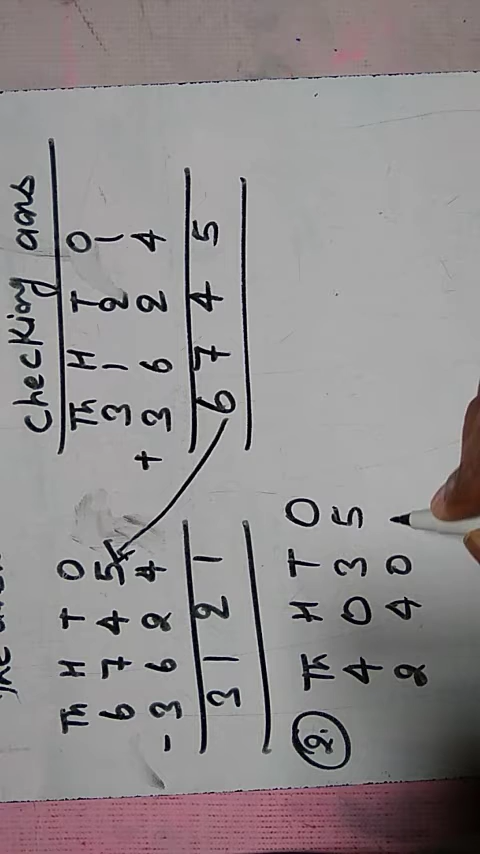 Checking ans
Th H T O
6 7 4 5
- 3 6 2 4
3 1 2 1
Th H T O
3 1 2 1
+ 3 6 2 4
6 7 4 5
2. Th H T O
4 0 3 5
2 4 0